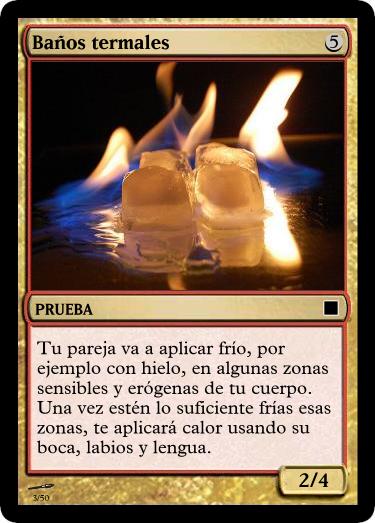 Baños termales
5
PRUEBA
Tu pareja va a aplicar frío, por
ejemplo con hielo, en algunas zonas
sensibles y erógenas de tu cuerpo.
Una vez estén lo suficiente frías esas
zonas, te aplicará calor usando su
boca, labios y lengua.
2/4
3/50